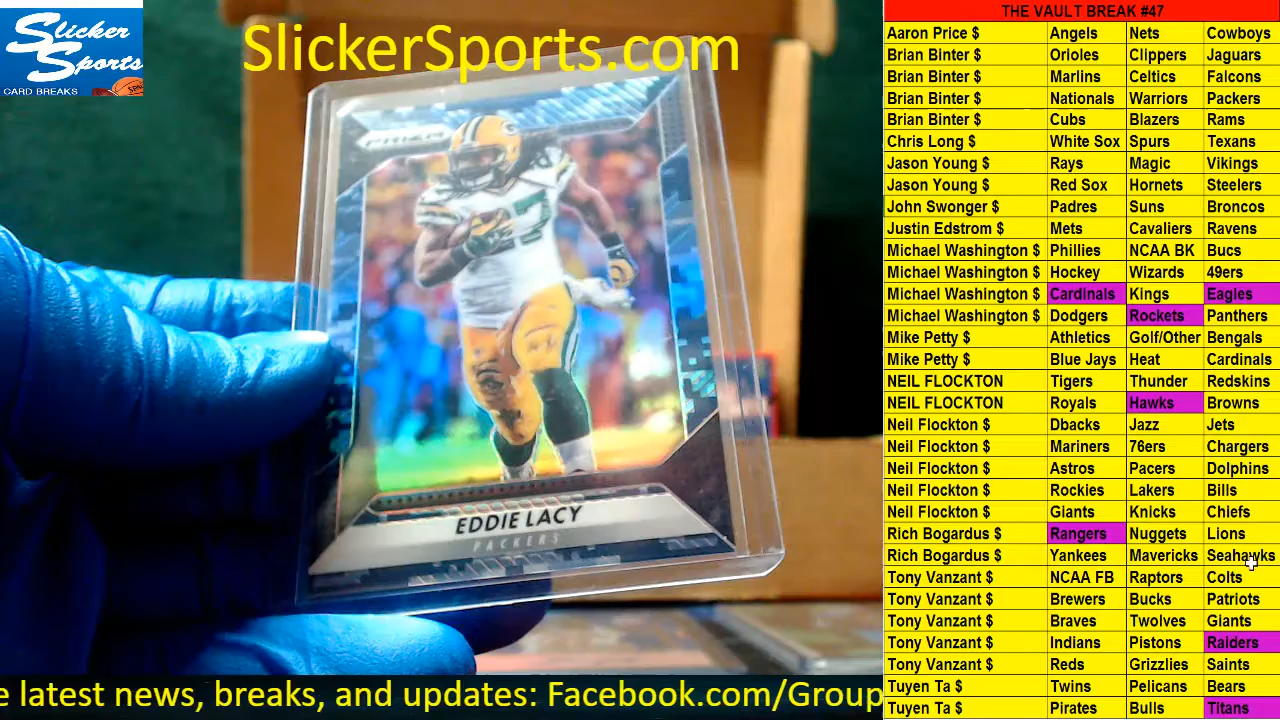 Slicker
Sports
CARD BREAKS
SlickerSports.com
PRIZM
27
EDDIE LACY
PACKERS
e latest news, breaks, and updates: Facebook.com/Group
THE VAULT BREAK #47
Aaron Price $ Angels Nets Cowboys
Brian Binter $ Orioles Clippers Jaguars
Brian Binter $ Marlins Celtics Falcons
Brian Binter $ Nationals Warriors Packers
Brian Binter $ Cubs Blazers Rams
Chris Long $ White Sox Spurs Texans
Jason Young $ Rays Magic Vikings
Jason Young $ Red Sox Hornets Steelers
John Swonger $ Padres Suns Broncos
Justin Edstrom $ Mets Cavaliers Ravens
Michael Washington $ Phillies NCAA BK Bucs
Michael Washington $ Hockey Wizards 49ers
Michael Washington $ Cardinals Kings Eagles
Michael Washington $ Dodgers Rockets Panthers
Mike Petty $ Athletics Golf/Other Bengals
Mike Petty $ Blue Jays Heat Cardinals
NEIL FLOCKTON Tigers Thunder Redskins
NEIL FLOCKTON Royals Hawks Browns
Neil Flockton $ Dbacks Jazz Jets
Neil Flockton $ Mariners 76ers Chargers
Neil Flockton $ Astros Pacers Dolphins
Neil Flockton $ Rockies Lakers Bills
Neil Flockton $ Giants Knicks Chiefs
Rich Bogardus $ Rangers Nuggets Lions
Rich Bogardus $ Yankees Mavericks Seahawks
Tony Vanzant $ NCAA FB Raptors Colts
Tony Vanzant $ Brewers Bucks Patriots
Tony Vanzant $ Braves Twolves Giants
Tony Vanzant $ Indians Pistons Raiders
Tony Vanzant $ Reds Grizzlies Saints
Tuyen Ta $ Twins Pelicans Bears
Tuyen Ta $ Pirates Bulls Titans